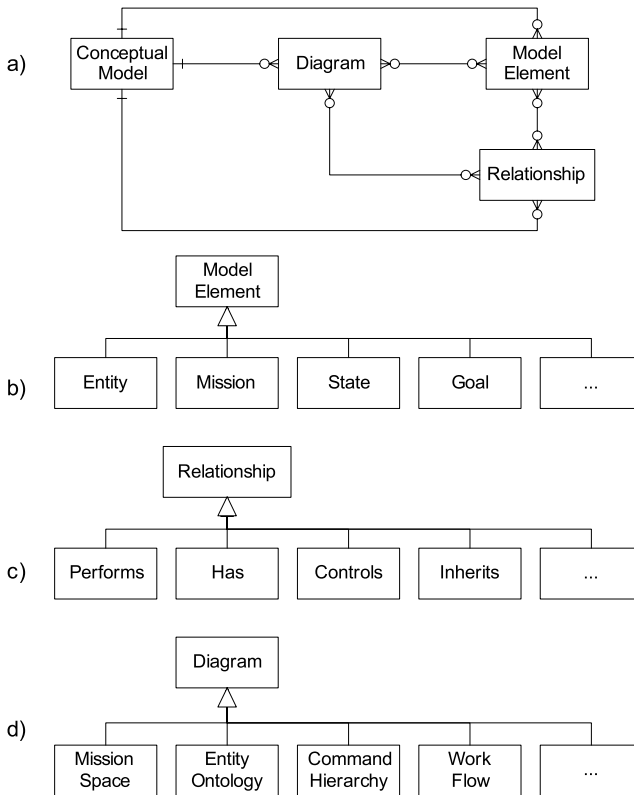 a)
Conceptual
Model
Diagram
Model
Element
Relationship
Model
Element
b)
Entity
Mission
State
Goal
...
Relationship
c)
Performs
Has
Controls
Inherits
...
Diagram
d)
Mission
Space
Entity
Ontology
Command
Hierarchy
Work
Flow
...